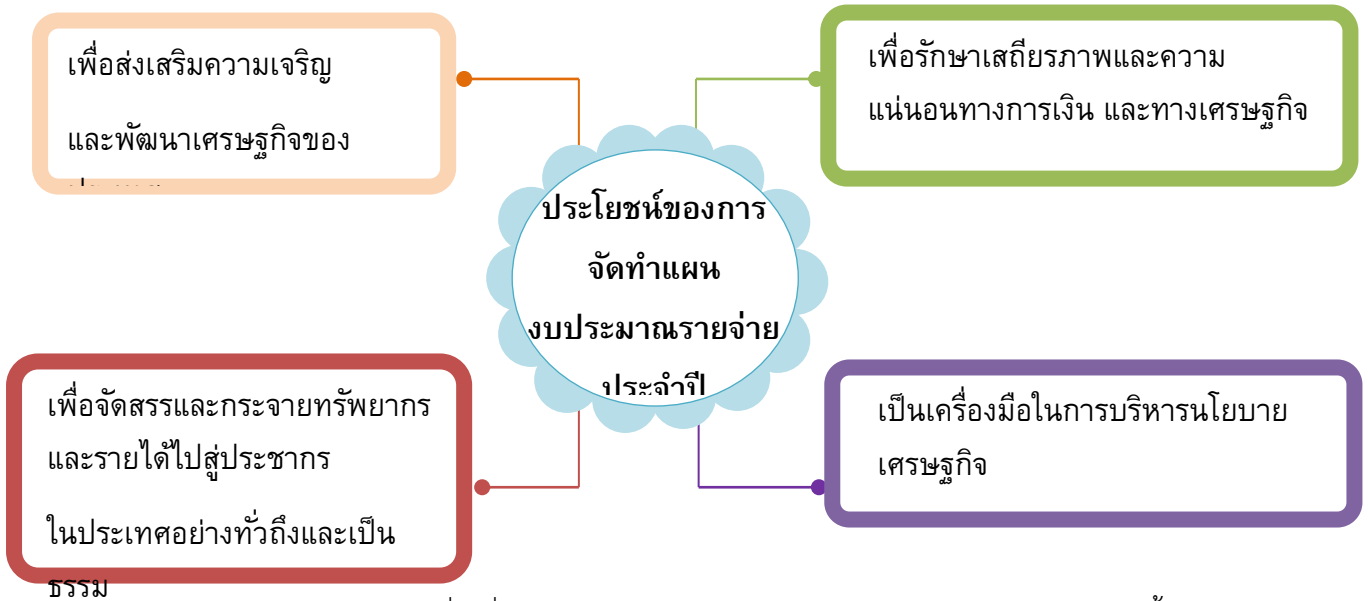 เพื่อส่งเสริมความเจริญ
และพัฒนาเศรษฐกิจของ
เพื่อรักษาเสถียรภาพและความ
แน่นอนทางการเงิน และทางเศรษฐกิจ
ประโยชน์ของการ
จัดทำแผน
งบประมาณรายจ่าย
ประจำปี
เพื่อจัดสรรและกระจายทรัพยากร
และรายได้ไปสู่ประชากร
ในประเทศอย่างทั่วถึงและเป็น
ธรรม
เป็นเครื่องมือในการบริหารนโยบาย
เศรษฐกิจ